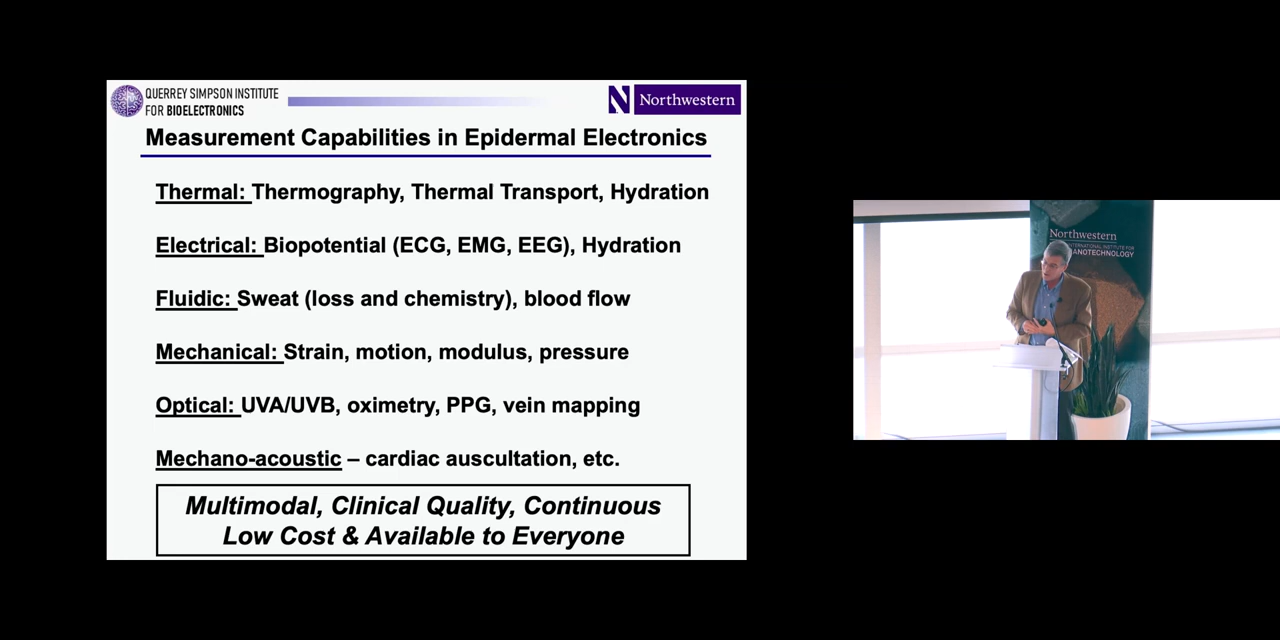 QUERREY SIMPSON INSTITUTE
FOR BIOELECTRONICS
N Northwestern
Measurement Capabilities in Epidermal Electronics
Thermal: Thermography, Thermal Transport, Hydration
Electrical: Biopotential (ECG, EMG, EEG), Hydration
Fluidic: Sweat (loss and chemistry), blood flow
Mechanical: Strain, motion, modulus, pressure
Optical: UVA/UVB, oximetry, PPG, vein mapping
Mechano-acoustic – cardiac auscultation, etc.
Multimodal, Clinical Quality, Continuous
Low Cost & Available to Everyone
Northwestern
INTERNATIONAL INSTITUTE FOR
NANOTECHNOLOGY